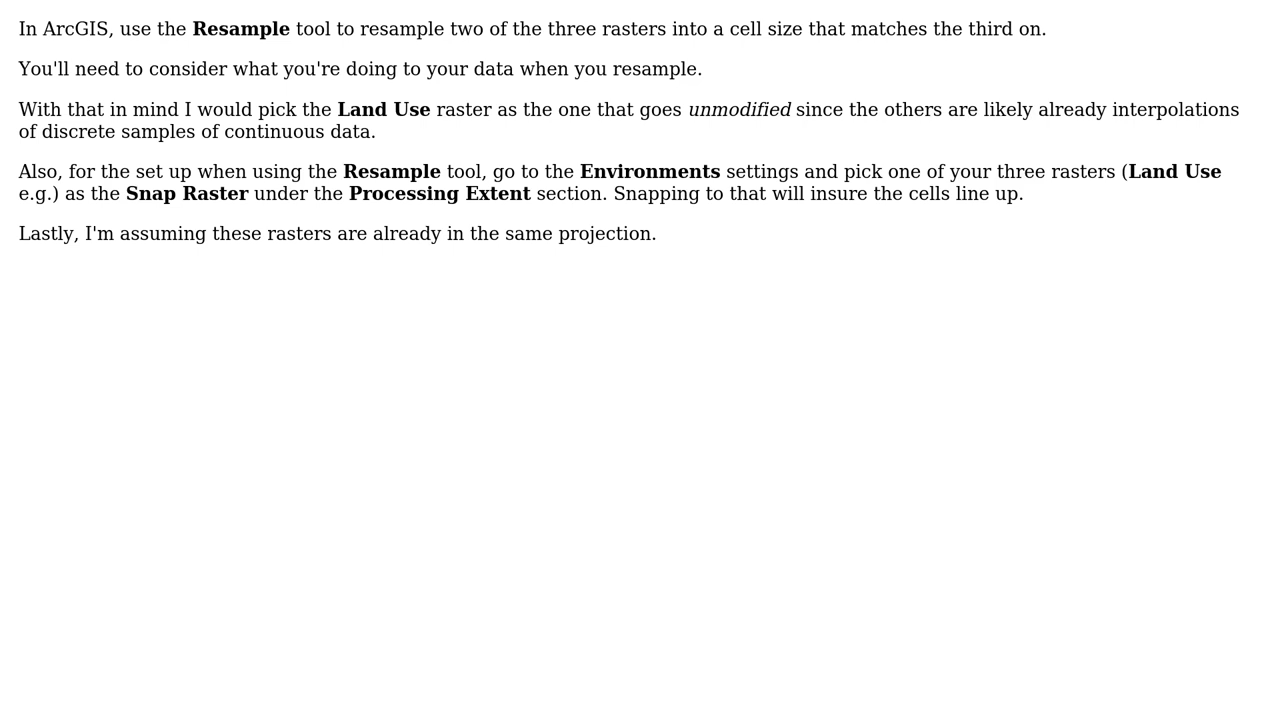 In ArcGIS, use the Resample tool to resample two of the three rasters into a cell size that matches the third on.
You'll need to consider what you're doing to your data when you resample.
With that in mind I would pick the Land Use raster as the one that goes unmodified since the others are likely already interpolations
of discrete samples of continuous data.
Also, for the set up when using the Resample tool, go to the Environments settings and pick one of your three rasters (Land Use
e.g.) as the Snap Raster under the Processing Extent section. Snapping to that will insure the cells line up.
Lastly, I'm assuming these rasters are already in the same projection.